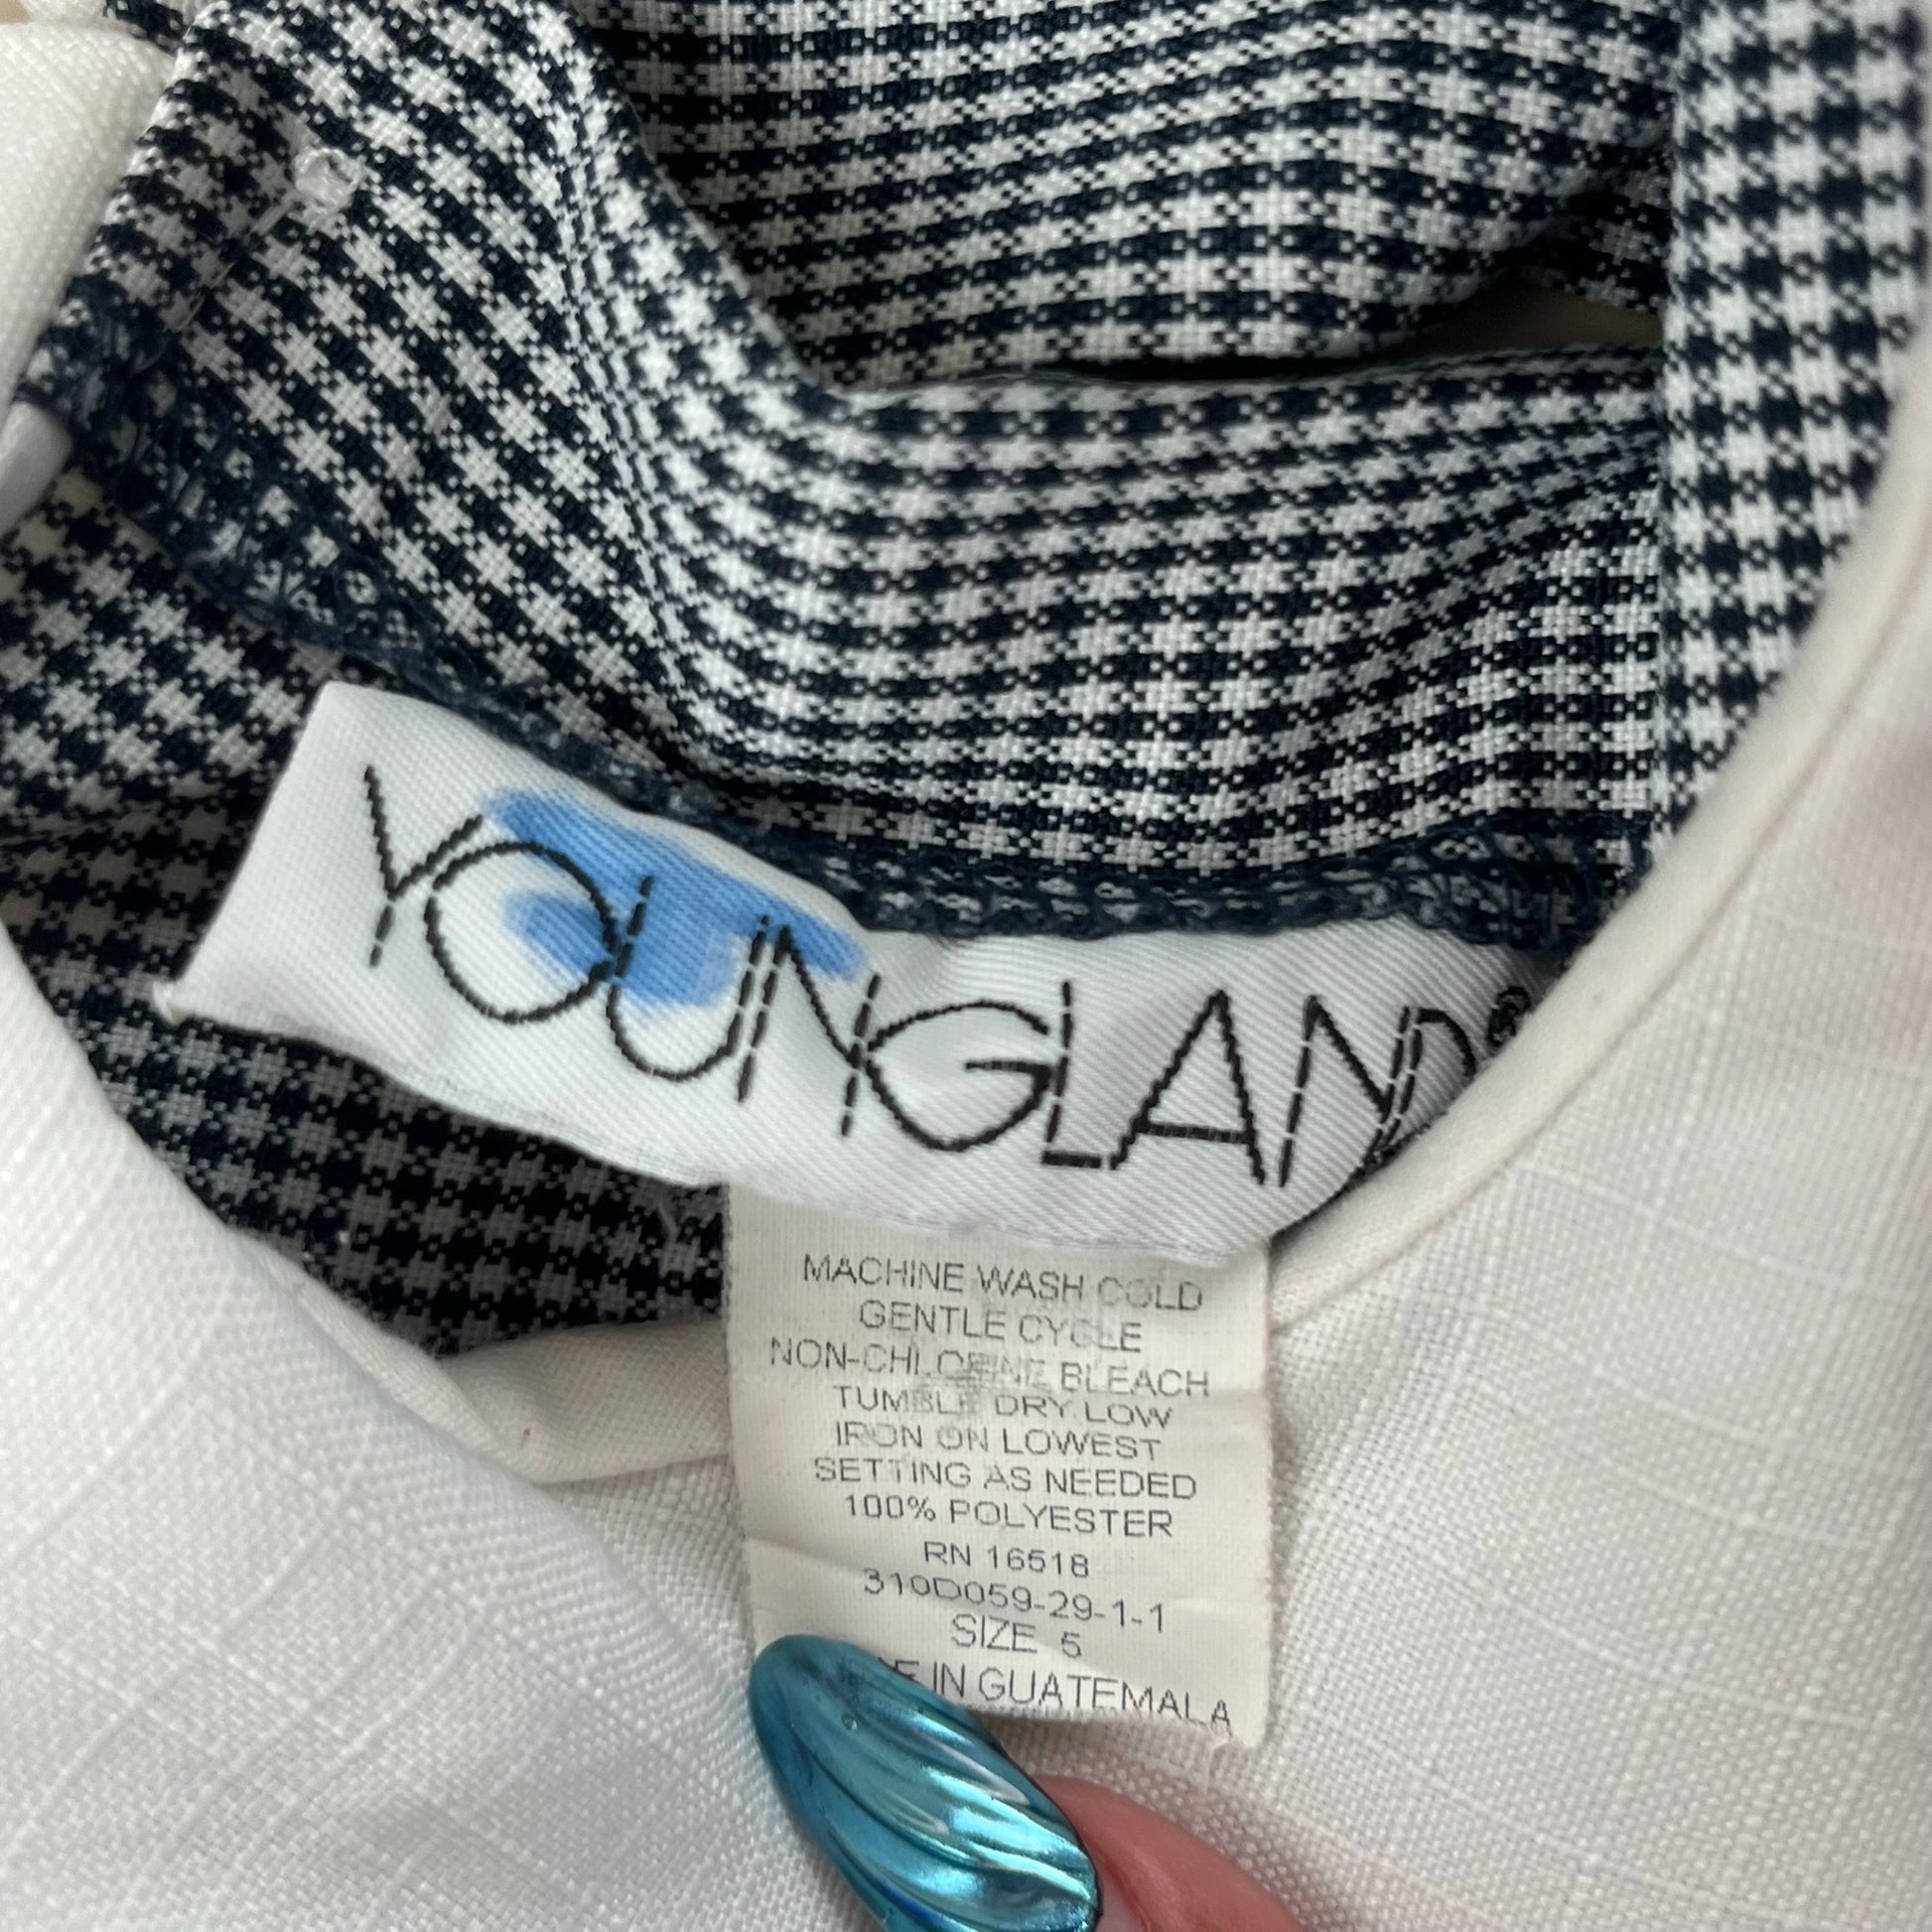 YOUNGLAND®
MACHINE WASH COLD
GENTLE CYCLE
NON-CHLORINE BLEACH
TUMBLE DRY LOW
IRON ON LOWEST
SETTING AS NEEDED
100% POLYESTER
RN 16518
310D059-29-1-1
SIZE 5
IN GUATEMALA